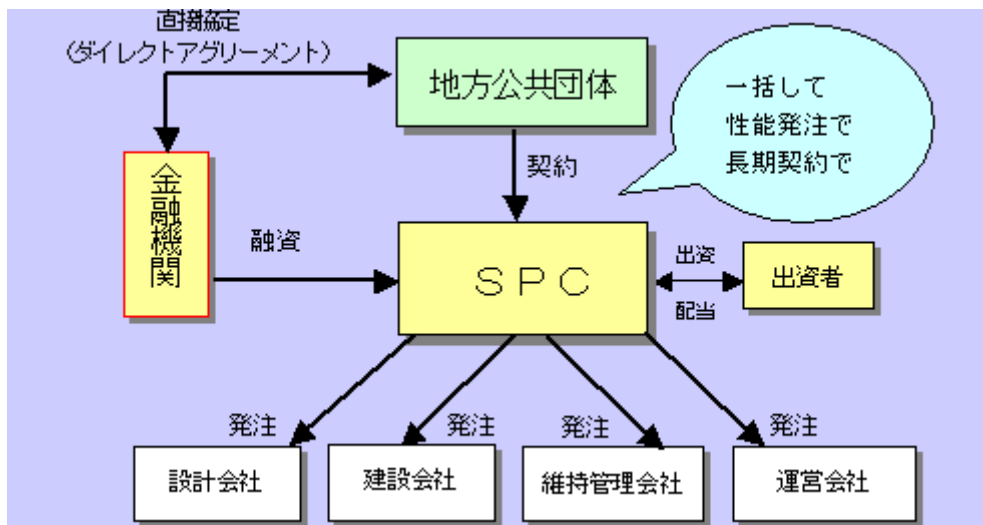 直接協定
（ダイレクトアグリーメント）
地方公共団体
一括して
性能発注で
長期契約で
金融機関
契約
融資
ＳＰＣ
出資
配当
出資者
発注
発注
発注
発注
設計会社
建設会社
維持管理会社
運営会社